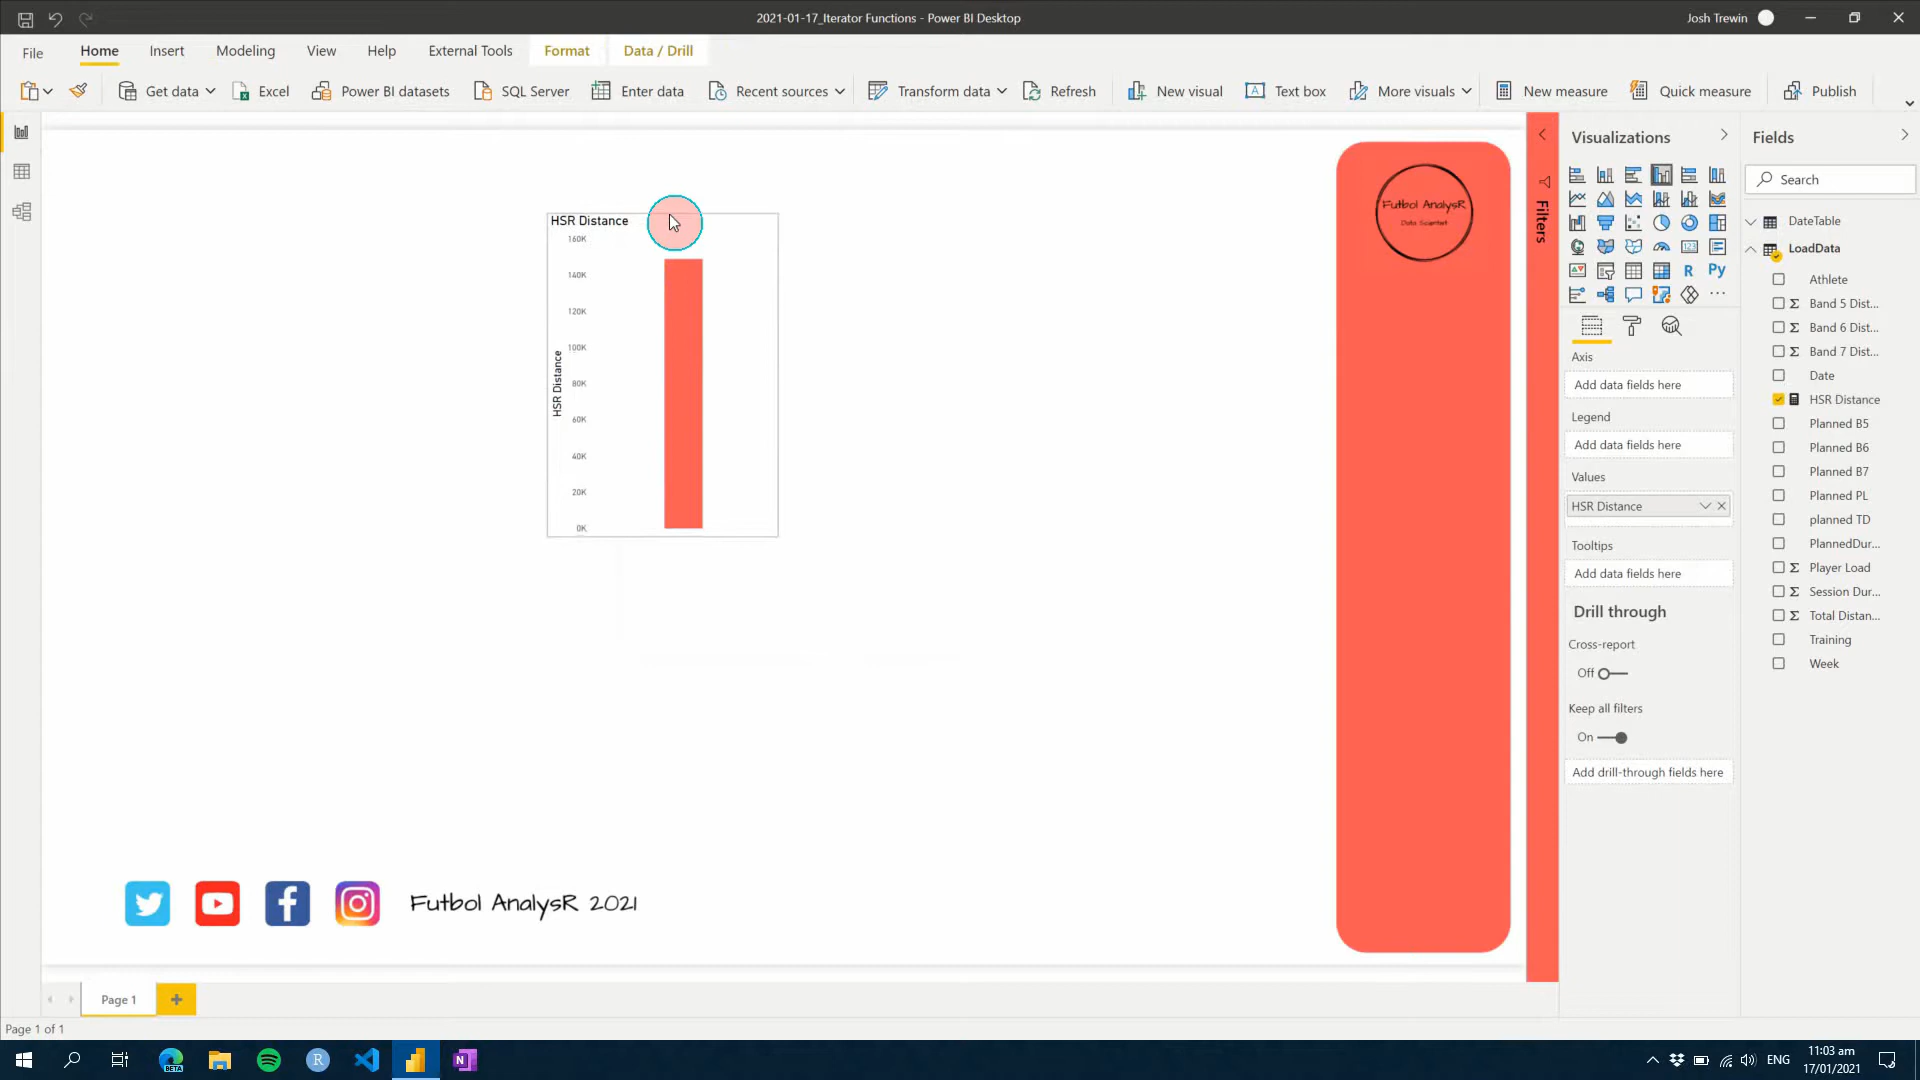 2021-01-17_Iterator Functions - Power BI Desktop
Josh Trewin
File Home Insert Modeling View Help External Tools Format Data / Drill
Get data Excel Power BI datasets SQL Server Enter data Recent sources Transform data Refresh New visual Text box More visuals New measure Quick measure Publish
HSR Distance
160K
140K
120K
100K
80K
60K
40K
20K
0K
HSR Distance
Futbol AnalysR
Data Scientist
Filters
Visualizations
R Py
Axis
Add data fields here
Legend
Add data fields here
Values
HSR Distance
Tooltips
Add data fields here
Drill through
Cross-report
Off
Keep all filters
On
Add drill-through fields here
Fields
Search
DateTable
LoadData
Athlete
Band 5 Dist...
Band 6 Dist...
Band 7 Dist...
Date
HSR Distance
Planned B5
Planned B6
Planned B7
Planned PL
planned TD
PlannedDur...
Player Load
Session Dur...
Total Distan...
Training
Week
Futbol AnalysR 2021
Page 1
Page 1 of 1
ENG
11:03 am
17/01/2021